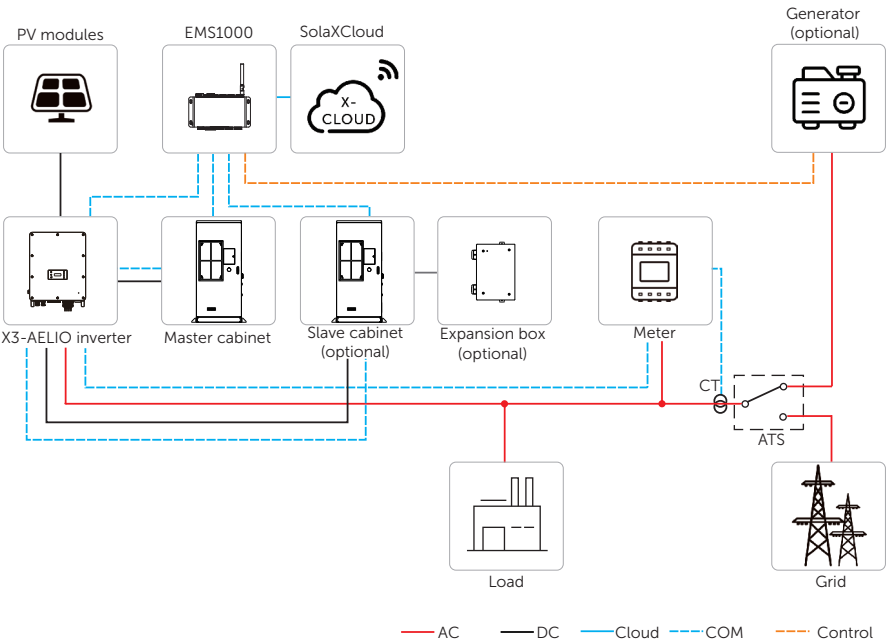 PV modules
EMS1000
SolaXCloud
Generator
(optional)
X-
CLOUD
X3-AELIO inverter
Master cabinet
Slave cabinet
(optional)
Expansion box
(optional)
Meter
CT
ATS
Load
Grid
AC
DC
Cloud
COM
Control